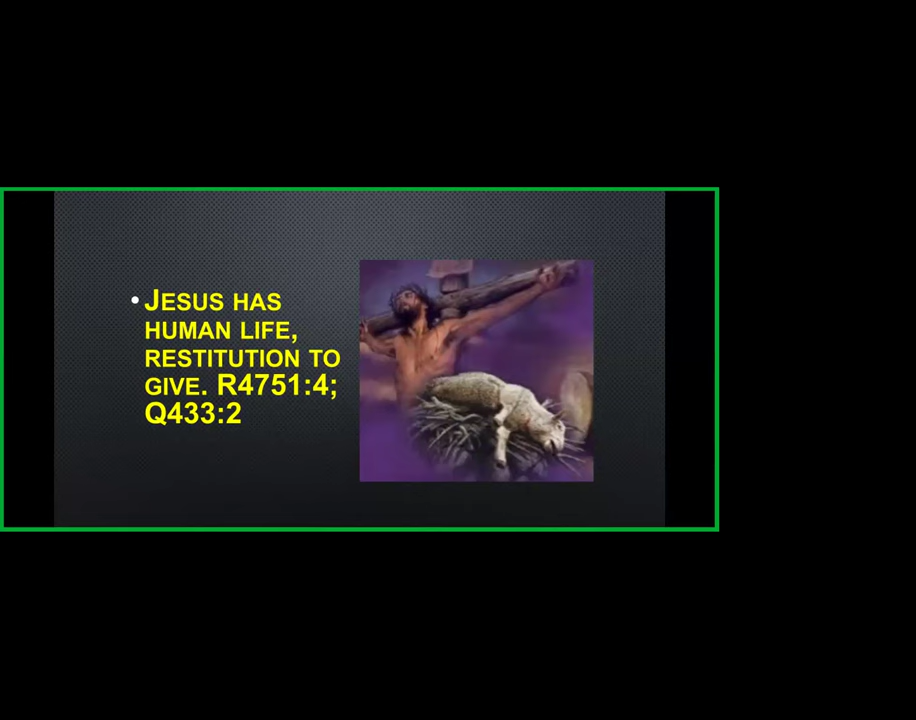 • JESUS HAS
HUMAN LIFE,
RESTITUTION TO
GIVE. R4751:4;
Q433:2